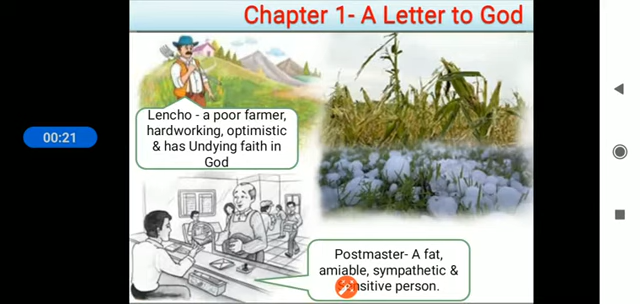 Chapter 1- A Letter to God
00:21
Lencho - a poor farmer,
hardworking, optimistic
& has Undying faith in
God
Postmaster- A fat,
amiable, sympathetic &
Sensitive person.